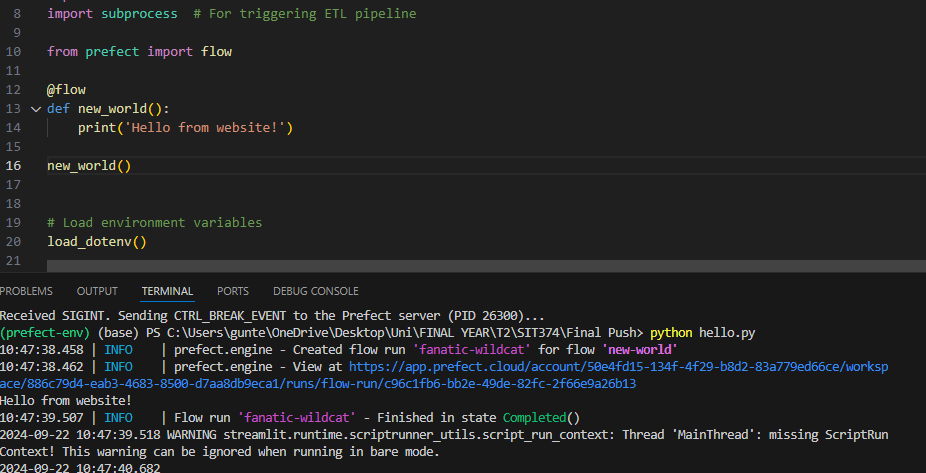 8 import subprocess  # For triggering ETL pipeline
9
10 from prefect import flow
11
12 @flow
13 def new_world():
14     print('Hello from website!')
15
16 new_world()
17
18
19 # Load environment variables
20 load_dotenv()
21
PROBLEMS OUTPUT TERMINAL PORTS DEBUG CONSOLE
Received SIGINT. Sending CTRL_BREAK_EVENT to the Prefect server (PID 26300)...
(prefect-env) (base) PS C:\Users\gunte\OneDrive\Desktop\Uni\FINAL YEAR\T2\SIT374\Final Push> python hello.py
10:47:38.458 | INFO    | prefect.engine - Created flow run 'fanatic-wildcat' for flow 'new-world'
10:47:38.462 | INFO    | prefect.engine - View at https://app.prefect.cloud/account/50e4fd15-134f-4f29-b8d2-83a779ed66ce/worksp
ace/886c79d4-eab3-4683-8500-d7aa8db9eca1/runs/flow-run/c96c1fb6-bb2e-49de-82fc-2f66e9a26b13
Hello from website!
10:47:39.507 | INFO    | Flow run 'fanatic-wildcat' - Finished in state Completed()
2024-09-22 10:47:39.518 WARNING streamlit.runtime.scriptrunner_utils.script_run_context: Thread 'MainThread': missing ScriptRun
Context! This warning can be ignored when running in bare mode.
2024-09-22 10:47:40.682